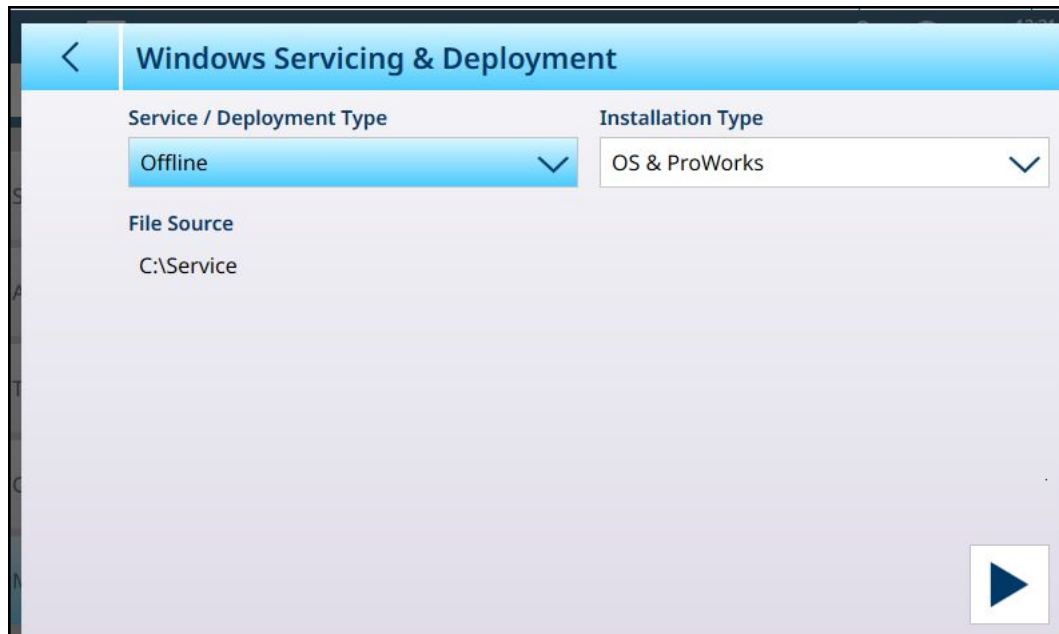 Windows Servicing & Deployment
Service / Deployment Type
Installation Type
Offline
OS & ProWorks
File Source
C:\Service